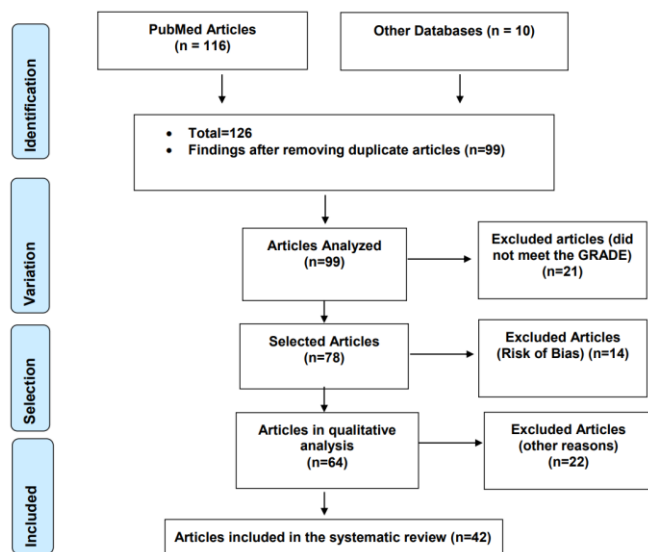 PubMed Articles
(n = 116)
Other Databases (n = 10)
Identification
• Total=126
• Findings after removing duplicate articles (n=99)
Variation
Articles Analyzed
(n=99)
Excluded articles (did
not meet the GRADE)
(n=21)
Selection
Selected Articles
(n=78)
Excluded Articles
(Risk of Bias) (n=14)
Articles in qualitative
analysis
(n=64)
Excluded Articles
(other reasons)
(n=22)
Included
Articles included in the systematic review (n=42)